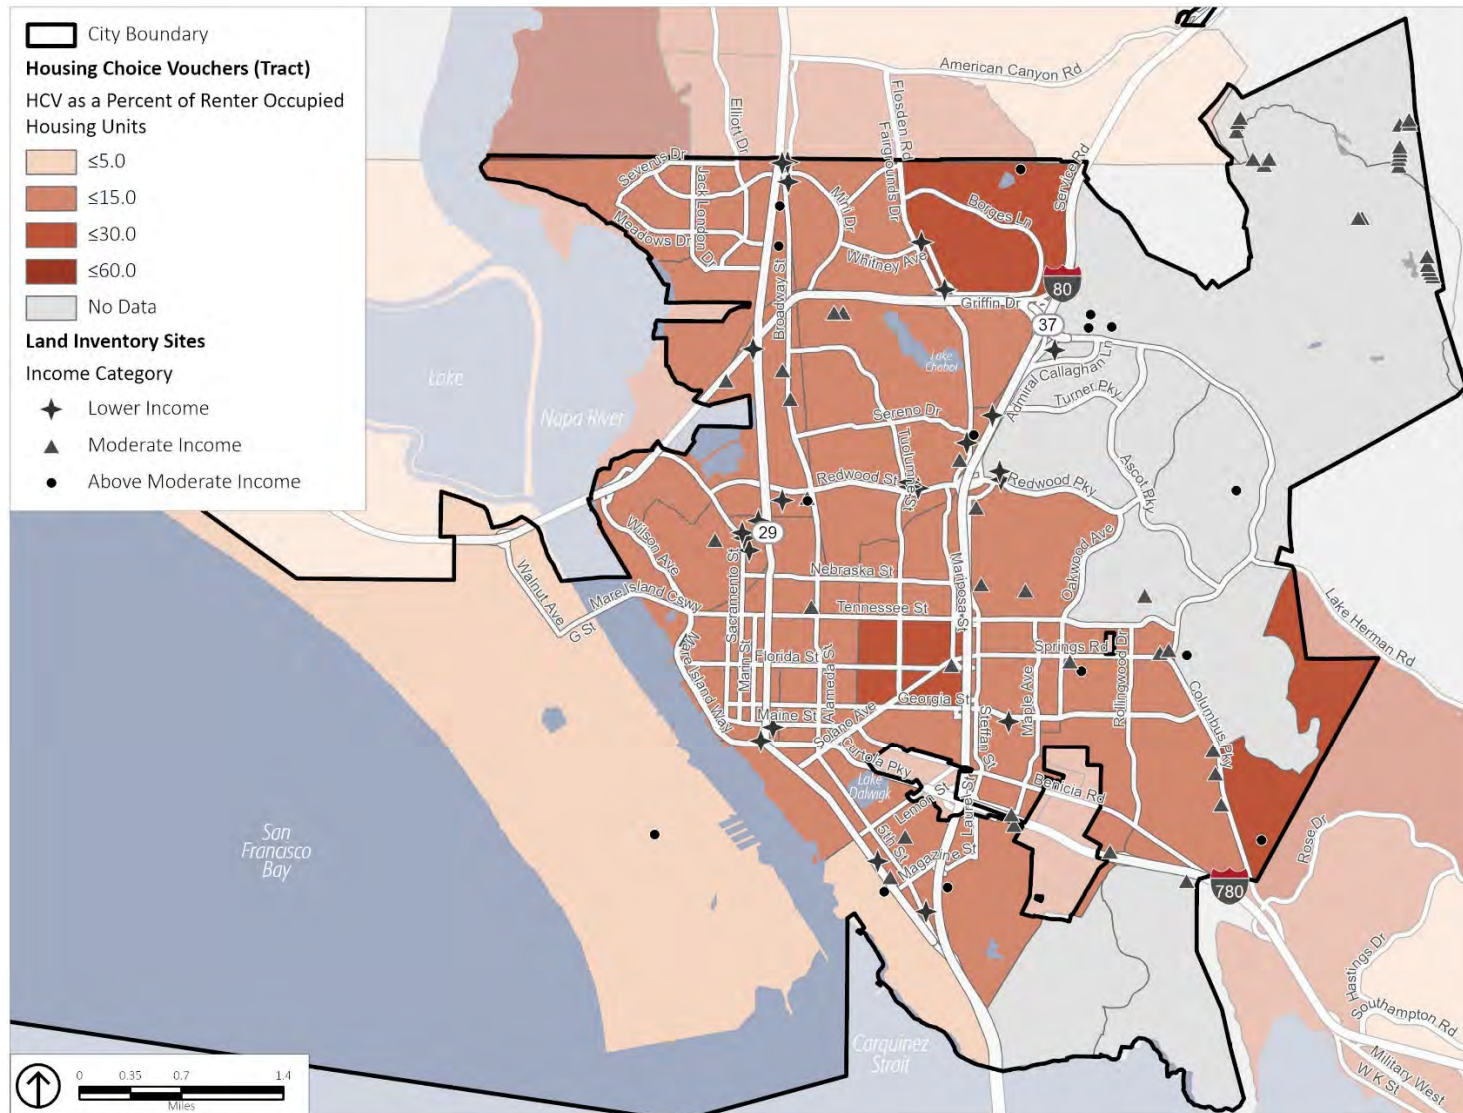 City Boundary
Housing Choice Vouchers (Tract)
HCV as a Percent of Renter Occupied
Housing Units
≤5.0
≤15.0
≤30.0
≤60.0
No Data
Land Inventory Sites
Income Category
Lower Income
Moderate Income
Above Moderate Income
American Canyon Rd
Elliott Dr
Flosden Rd
Fairgrounds Dr
Service Rd
Severus Dr
Jack London Dr
Meadows Dr
Mini Dr
Borges Ln
Whitney Ave
Broadway St
Griffin Dr
80
37
Lake
Napa River
Lake
Chabot
Admiral Callaghan Ln
Turner Pky
Sereno Dr
Tuolumne St
Redwood St
Redwood Pky
Ascot Pky
Oakwood Ave
29
Wilson Ave
Sacramento St
Nebraska St
Mariposa St
Walnut Ave
G St
Mare Island Cswy
Tennessee St
Lake Herman Rd
Marin St
Florida St
Alameda St
Springs Rd
Rollingwood Dr
Mare Island Way
Georgia St
Maple Ave
Columbus Pky
Maine St
Solano Ave
Steffan St
Curtola Pky
Lake
Dalwigk
Lemon St
Laurel St
Benicia Rd
5th St
Magazine St
Rose Dr
780
San
Francisco
Bay
Hastings Dr
Southampton Rd
Military West
W K St
Carquinez
Strait
0 0.35 0.7 1.4
Miles